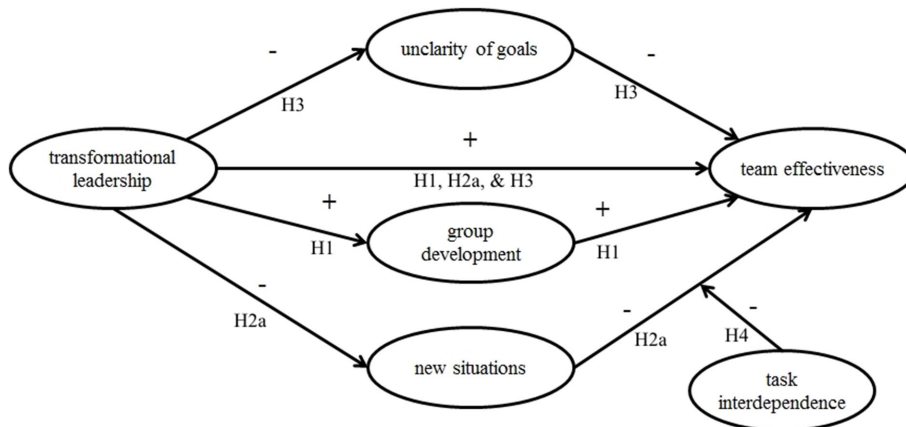 unclarity of goals
-
-
H3
H3
transformational
leadership
+
H1, H2a, & H3
team effectiveness
+
+
H1
group
development
H1
-
H2a
-
H2a
-
H4
new situations
task
interdependence